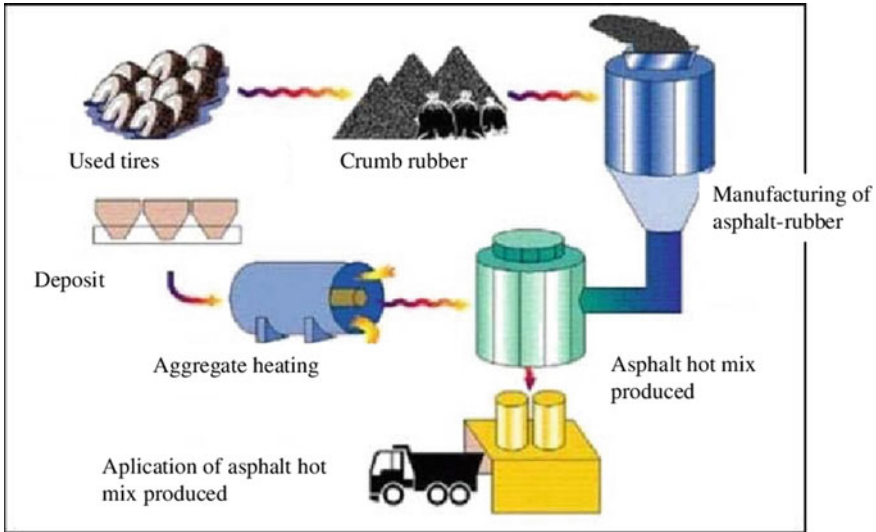 Used tires
Crumb rubber
Manufacturing of
asphalt-rubber
Deposit
Aggregate heating
Asphalt hot mix
produced
Aplication of asphalt hot
mix produced